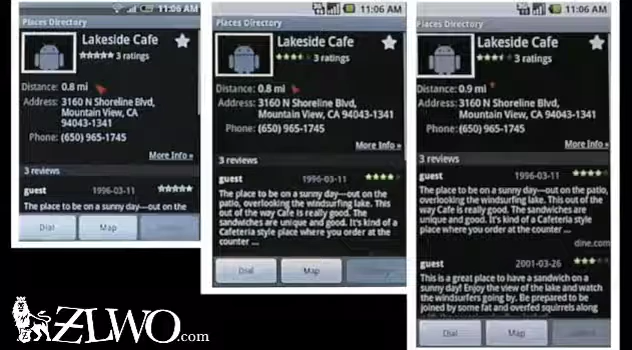 11:06 AM
Places Directory
Lakeside Cafe
3 ratings
Distance: 0.8 mi
Address: 3160 N Shoreline Blvd,
Mountain View, CA
94043-1341
Phone: (650) 965-1745
More Info »
3 reviews
guest 1996-03-11
The place to be on a sunny day—out on the
Dial Map
11:06 AM
Places Directory
Lakeside Cafe
3 ratings
Distance: 0.8 mi
Address: 3160 N Shoreline Blvd,
Mountain View, CA
94043-1341
Phone: (650) 965-1745
More Info »
3 reviews
guest 1996-03-11
The place to be on a sunny day—out on the
patio, overlooking the windsurfing lake. This
out of the way Cafe is really good. The
sandwiches are unique and good. It's kind of a
Cafeteria style place where you order at the
counter ...
Dial Map
11:06 AM
Places Directory
Lakeside Cafe
3 ratings
Distance: 0.9 mi
Address: 3160 N Shoreline Blvd,
Mountain View, CA
94043-1341
Phone: (650) 965-1745
More Info »
3 reviews
guest 1996-03-11
The place to be on a sunny day—out on the patio,
overlooking the windsurfing lake. This out of the
way Cafe is really good. The sandwiches are
unique and good. It's kind of a Cafeteria style
place where you order at the counter ...
dine.com
guest 2001-03-26
This is a great place to have a sandwich on a
sunny day! Enjoy the view of the lake and watch
the windsurfers going by. Be prepared to be
joined by some fat and overfed squirrels along
Dial Map
ZLWO.com